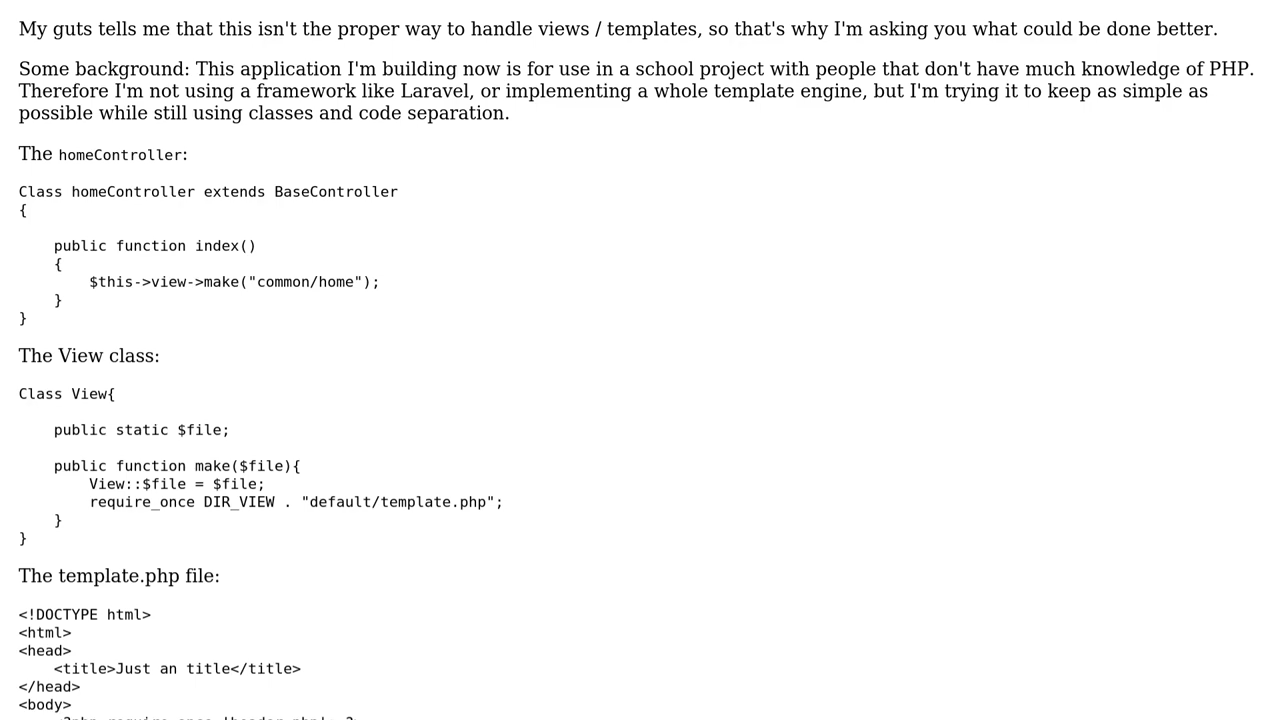 My guts tells me that this isn't the proper way to handle views / templates, so that's why I'm asking you what could be done better.
Some background: This application I'm building now is for use in a school project with people that don't have much knowledge of PHP.
Therefore I'm not using a framework like Laravel, or implementing a whole template engine, but I'm trying it to keep as simple as
possible while still using classes and code separation.
The homeController:
Class homeController extends BaseController
{
    public function index()
    {
        $this->view->make("common/home");
    }
}
The View class:
Class View{
    public static $file;
    public function make($file){
        View::$file = $file;
        require_once DIR_VIEW . "default/template.php";
    }
}
The template.php file:
<!DOCTYPE html>
<html>
<head>
    <title>Just an title</title>
</head>
<body>